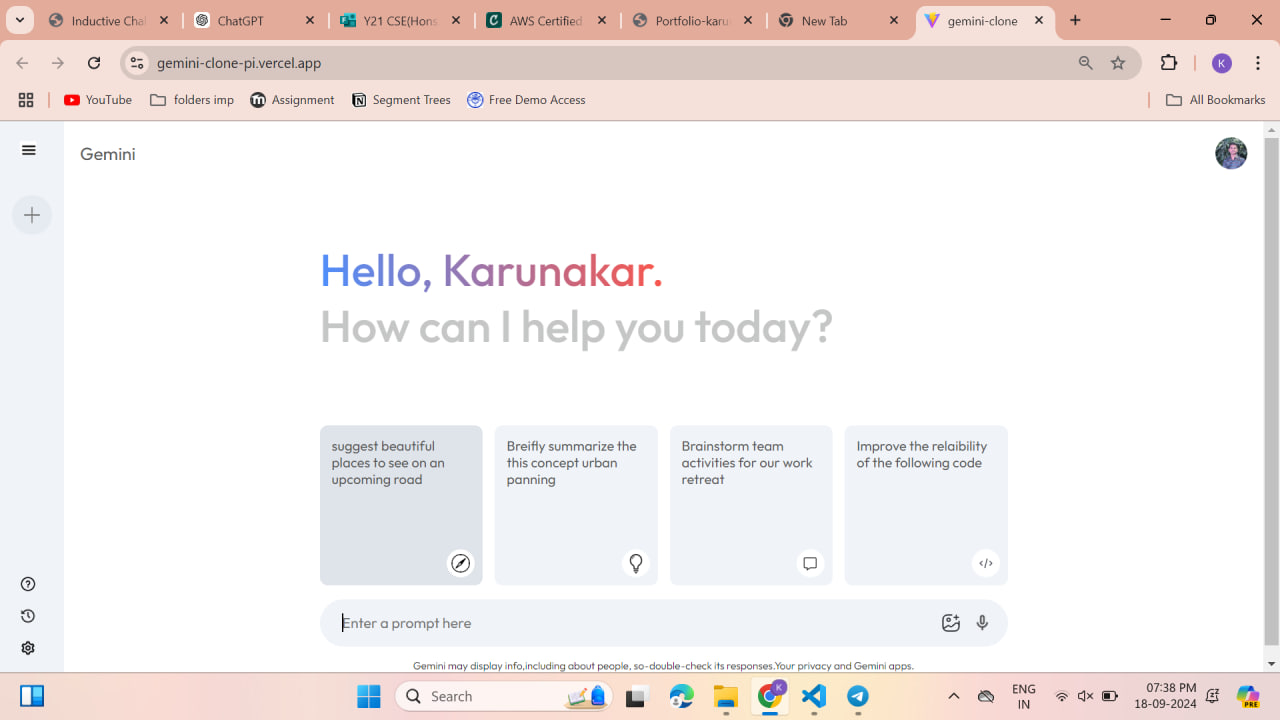 Inductive Chal
ChatGPT
Y21 CSE(Hons
AWS Certified
Portfolio-karu
New Tab
gemini-clone
gemini-clone-pi.vercel.app
K
YouTube
folders imp
Assignment
Segment Trees
Free Demo Access
All Bookmarks
Gemini
Hello, Karunakar.
How can I help you today?
suggest beautiful
places to see on an
upcoming road
Breifly summarize the
this concept urban
panning
Brainstorm team
activities for our work
retreat
Improve the relaibility
of the following code
Enter a prompt here
Gemini may display info,including about people, so-double-check its responses.Your privacy and Gemini apps.
Search
K
ENG
IN
07:38 PM
18-09-2024
PRE